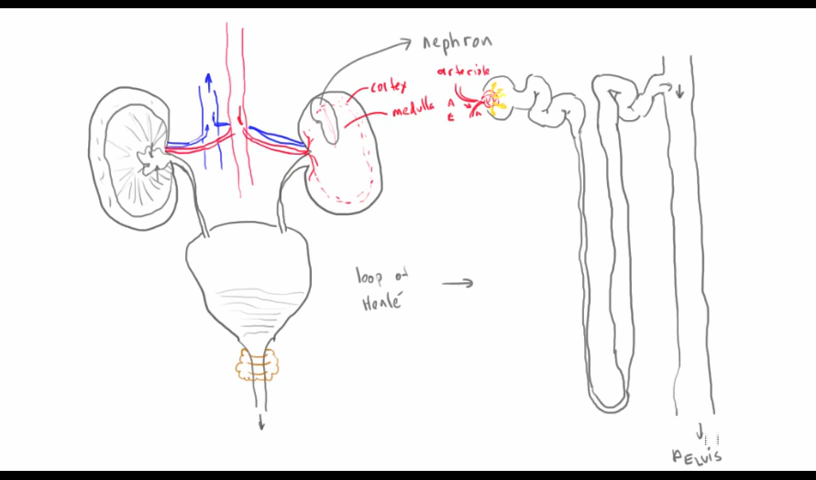 nephron
arteriole
cortex
medulla
A
E
loop of
Henlé
PELVIS